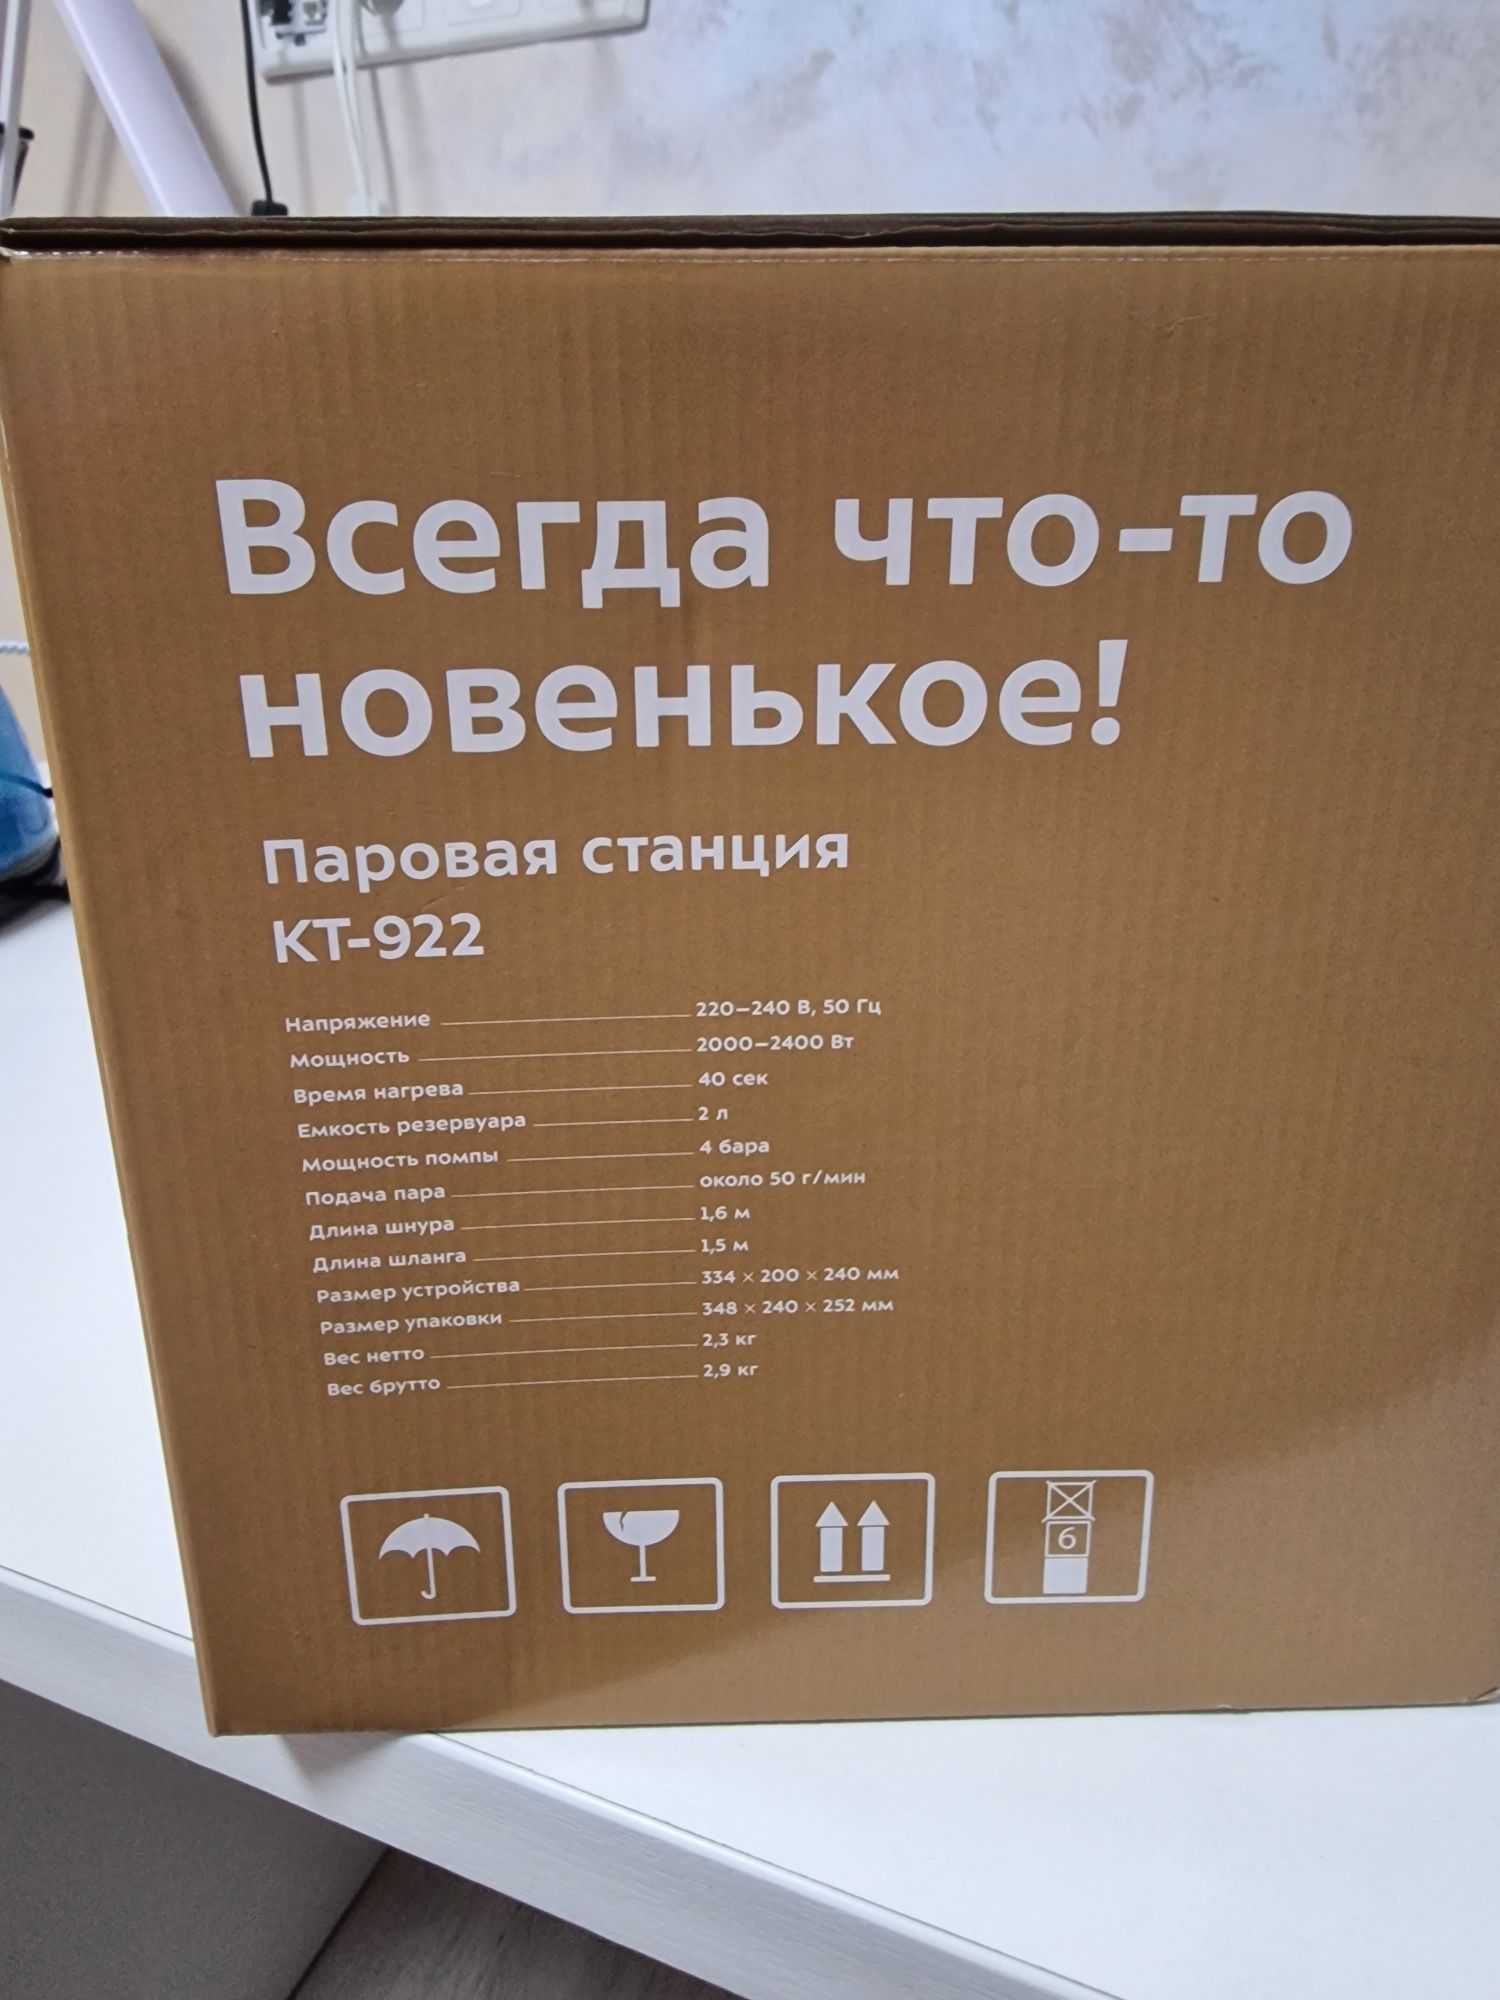 Всегда что-то
новенькое!
Паровая станция
КТ-922
Напряжение 220–240 В, 50 Гц
Мощность 2000–2400 Вт
Время нагрева 40 сек
Емкость резервуара 2 л
Мощность помпы 4 бара
Подача пара около 50 г/мин
Длина шнура 1,6 м
Длина шланга 1,5 м
Размер устройства 334 × 200 × 240 мм
Размер упаковки 348 × 240 × 252 мм
Вес нетто 2,3 кг
Вес брутто 2,9 кг
6